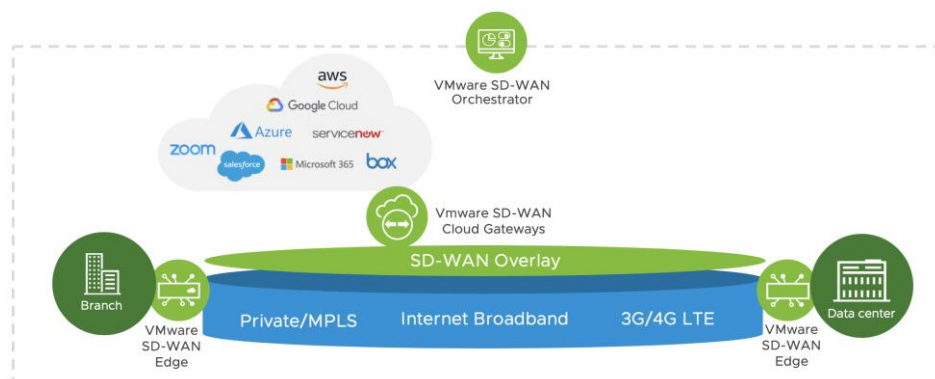 VMware SD-WAN
Orchestrator
aws
Google Cloud
Azure
servicenow
zoom
salesforce
Microsoft 365
box
Vmware SD-WAN
Cloud Gateways
SD-WAN Overlay
Branch
Data center
Private/MPLS
Internet Broadband
3G/4G LTE
VMware
SD-WAN
Edge
VMware
SD-WAN
Edge